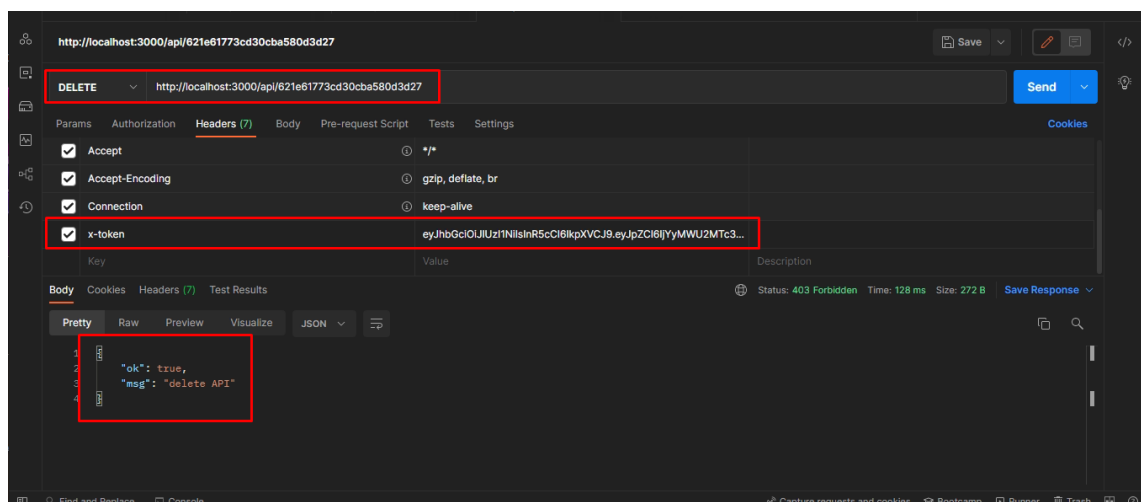 http://localhost:3000/api/621e61773cd30cba580d3d27
Save
DELETE http://localhost:3000/api/621e61773cd30cba580d3d27 Send
Params Authorization Headers (7) Body Pre-request Script Tests Settings Cookies
Accept */*
Accept-Encoding gzip, deflate, br
Connection keep-alive
x-token eyJhbGciOiJIUzI1NiIsInR5cCI6IkpXVCJ9.eyJpZCI6IjYyMWU2MTc3...
Key Value Description
Body Cookies Headers (7) Test Results Status: 403 Forbidden Time: 128 ms Size: 272 B Save Response
Pretty Raw Preview Visualize JSON
1 {
2 "ok": true,
3 "msg": "delete API"
4 }
Find and Replace Console Capture requests and cookies Bootcamp Runner Trash